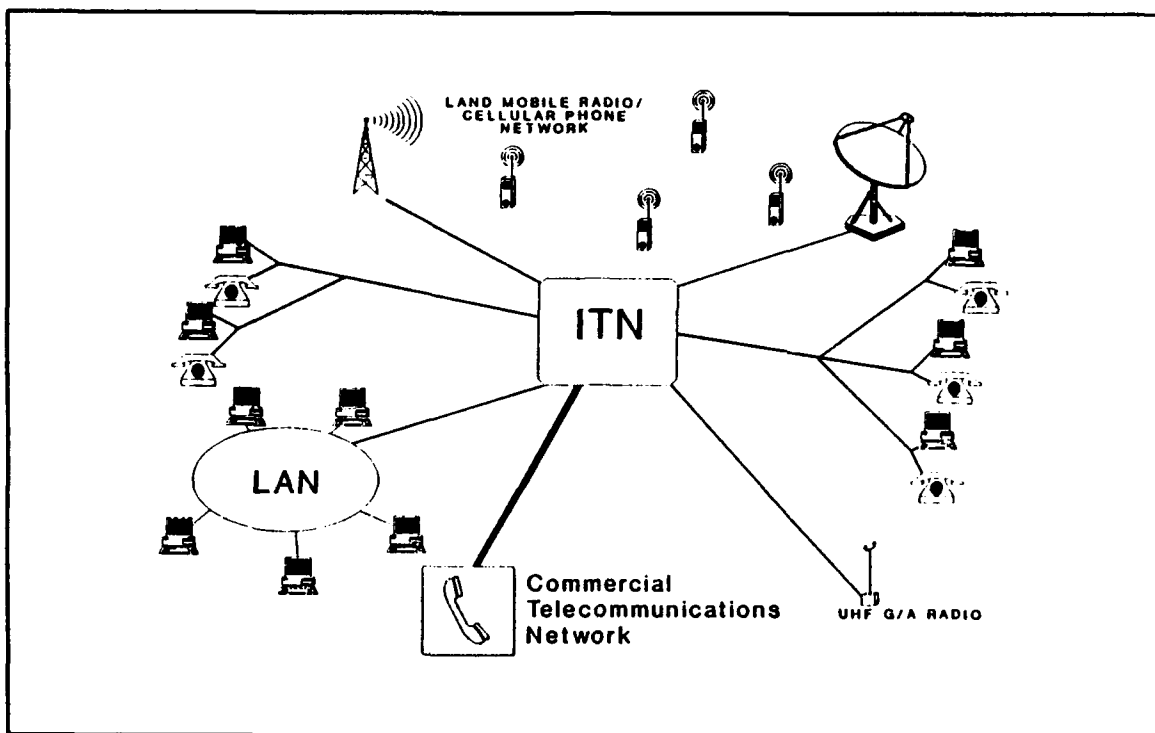 LAND MOBILE RADIO/
CELLULAR PHONE
NETWORK
ITN
LAN
Commercial
Telecommunications
Network
UHF G/A RADIO